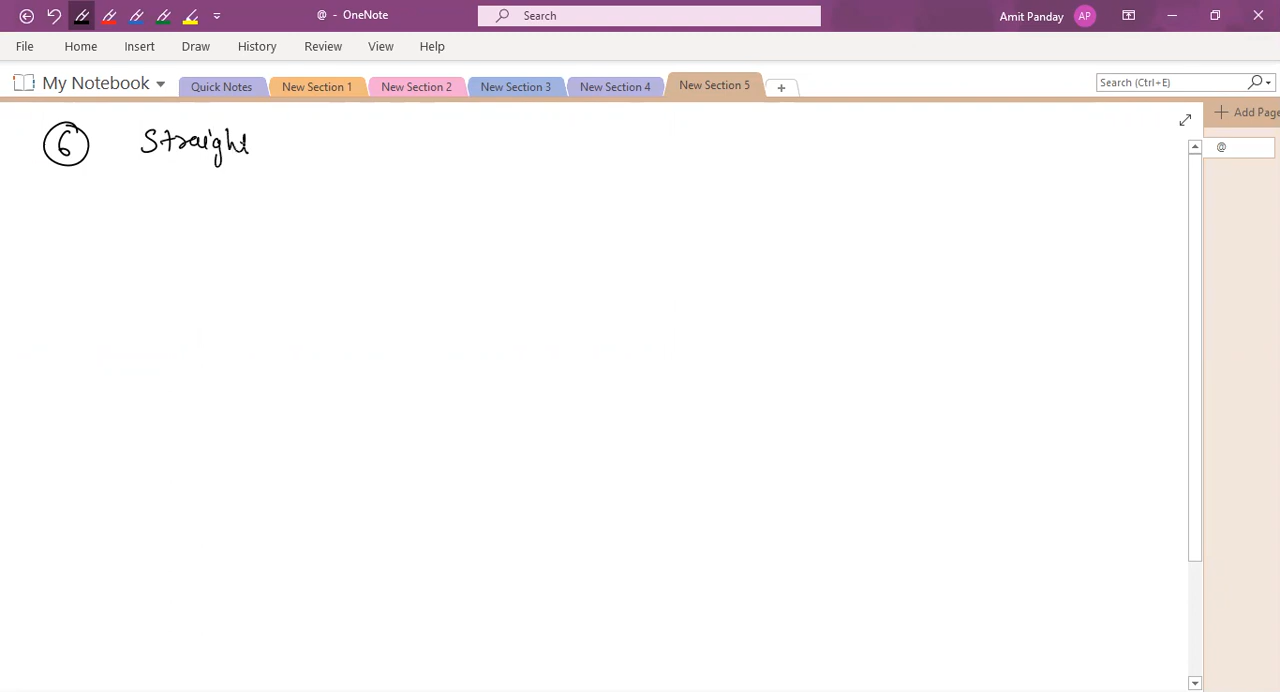 @ - OneNote
Search
Amit Panday AP
File Home Insert Draw History Review View Help
My Notebook Quick Notes New Section 1 New Section 2 New Section 3 New Section 4 New Section 5 +
Search (Ctrl+E)
Add Page
@
6 Straight